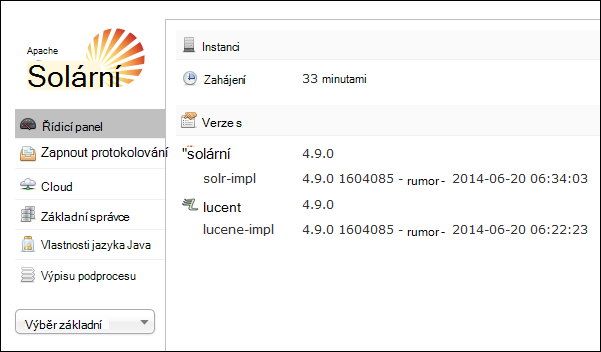 Apache
Solární
Řídicí panel
Zapnout protokolování
Cloud
Základní správce
Vlastnosti jazyka Java
Výpisu podprocesu
Výběr základní
Instanci
Zahájení 33 minutami
Verze s
"solární 4.9.0
solr-impl 4.9.0 1604085 - rumor - 2014-06-20 06:34:03
lucent 4.9.0
lucene-impl 4.9.0 1604085 - rumor - 2014-06-20 06:22:23